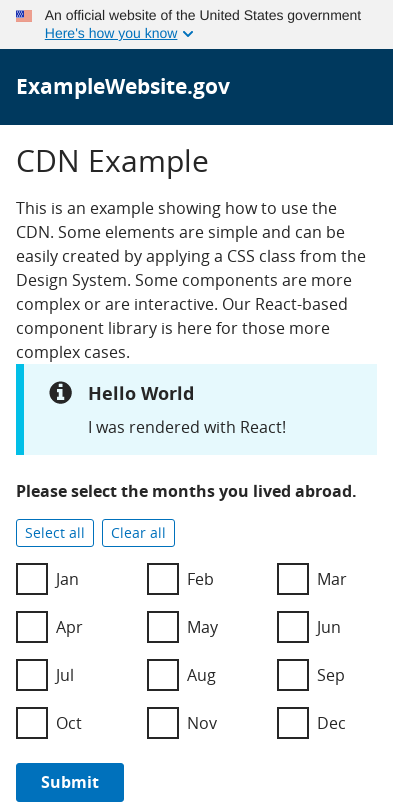 An official website of the United States government
Here's how you know
ExampleWebsite.gov
CDN Example
This is an example showing how to use the
CDN. Some elements are simple and can be
easily created by applying a CSS class from the
Design System. Some components are more
complex or are interactive. Our React-based
component library is here for those more
complex cases.
Hello World
I was rendered with React!
Please select the months you lived abroad.
Select all Clear all
Jan Feb Mar
Apr May Jun
Jul Aug Sep
Oct Nov Dec
Submit